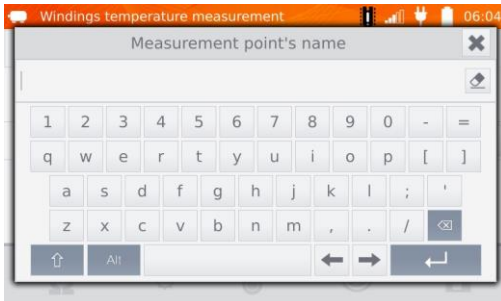 Windings temperature measurement 06:04
Measurement point's name
1 2 3 4 5 6 7 8 9 0 - =
q w e r t y u i o p [ ]
a s d f g h j k l ; '
z x c v b n m , . /
Alt